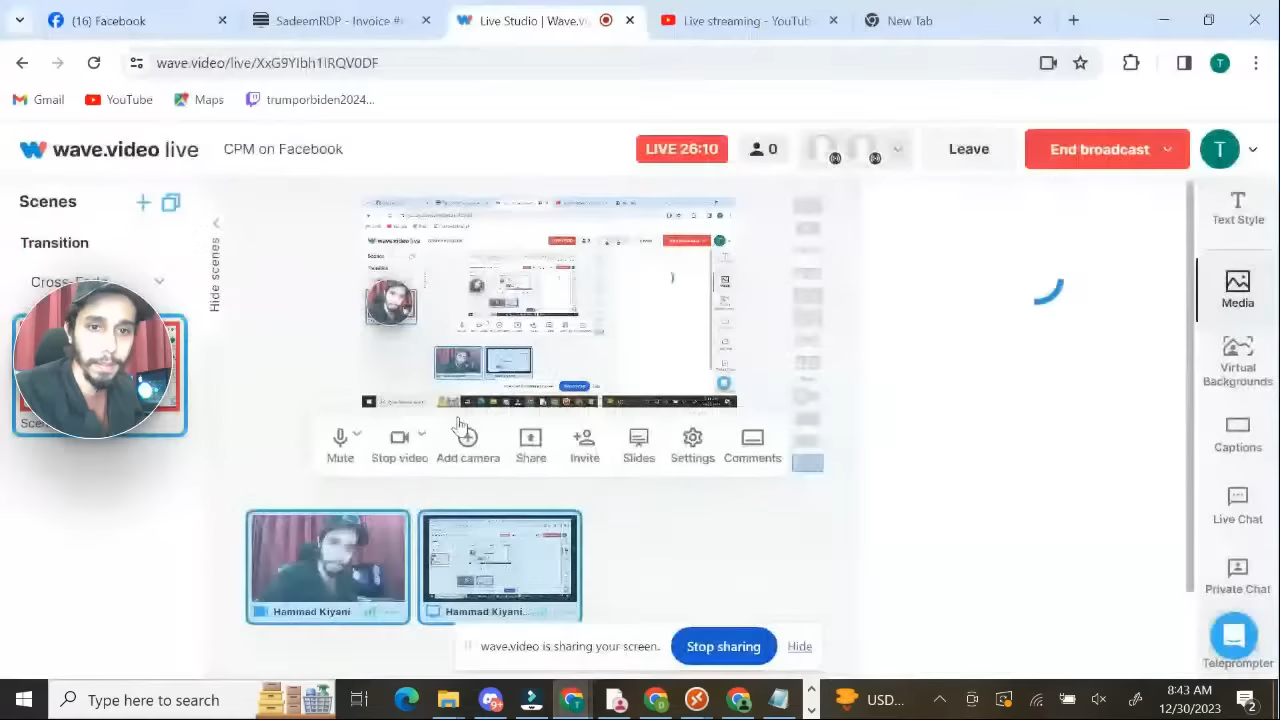 (16) Facebook
SadeemRDP - Invoice #
Live Studio | Wave.vi
Live streaming - YouTub
New Tab
wave.video/live/XxG9YIbh1IRQV0DF
Gmail
YouTube
Maps
trumporbiden2024...
wave.video live
CPM on Facebook
LIVE 26:10
0
Leave
End broadcast
T
Scenes
Transition
Hide scenes
Text Style
Media
Virtual Backgrounds
Captions
Live Chat
Private Chat
Teleprompter
Mute
Stop video
Add camera
Share
Invite
Slides
Settings
Comments
Hammad Kiyani
Hammad Kiyani...
wave.video is sharing your screen.
Stop sharing
Hide
Type here to search
USD...
8:43 AM
12/30/2023
2